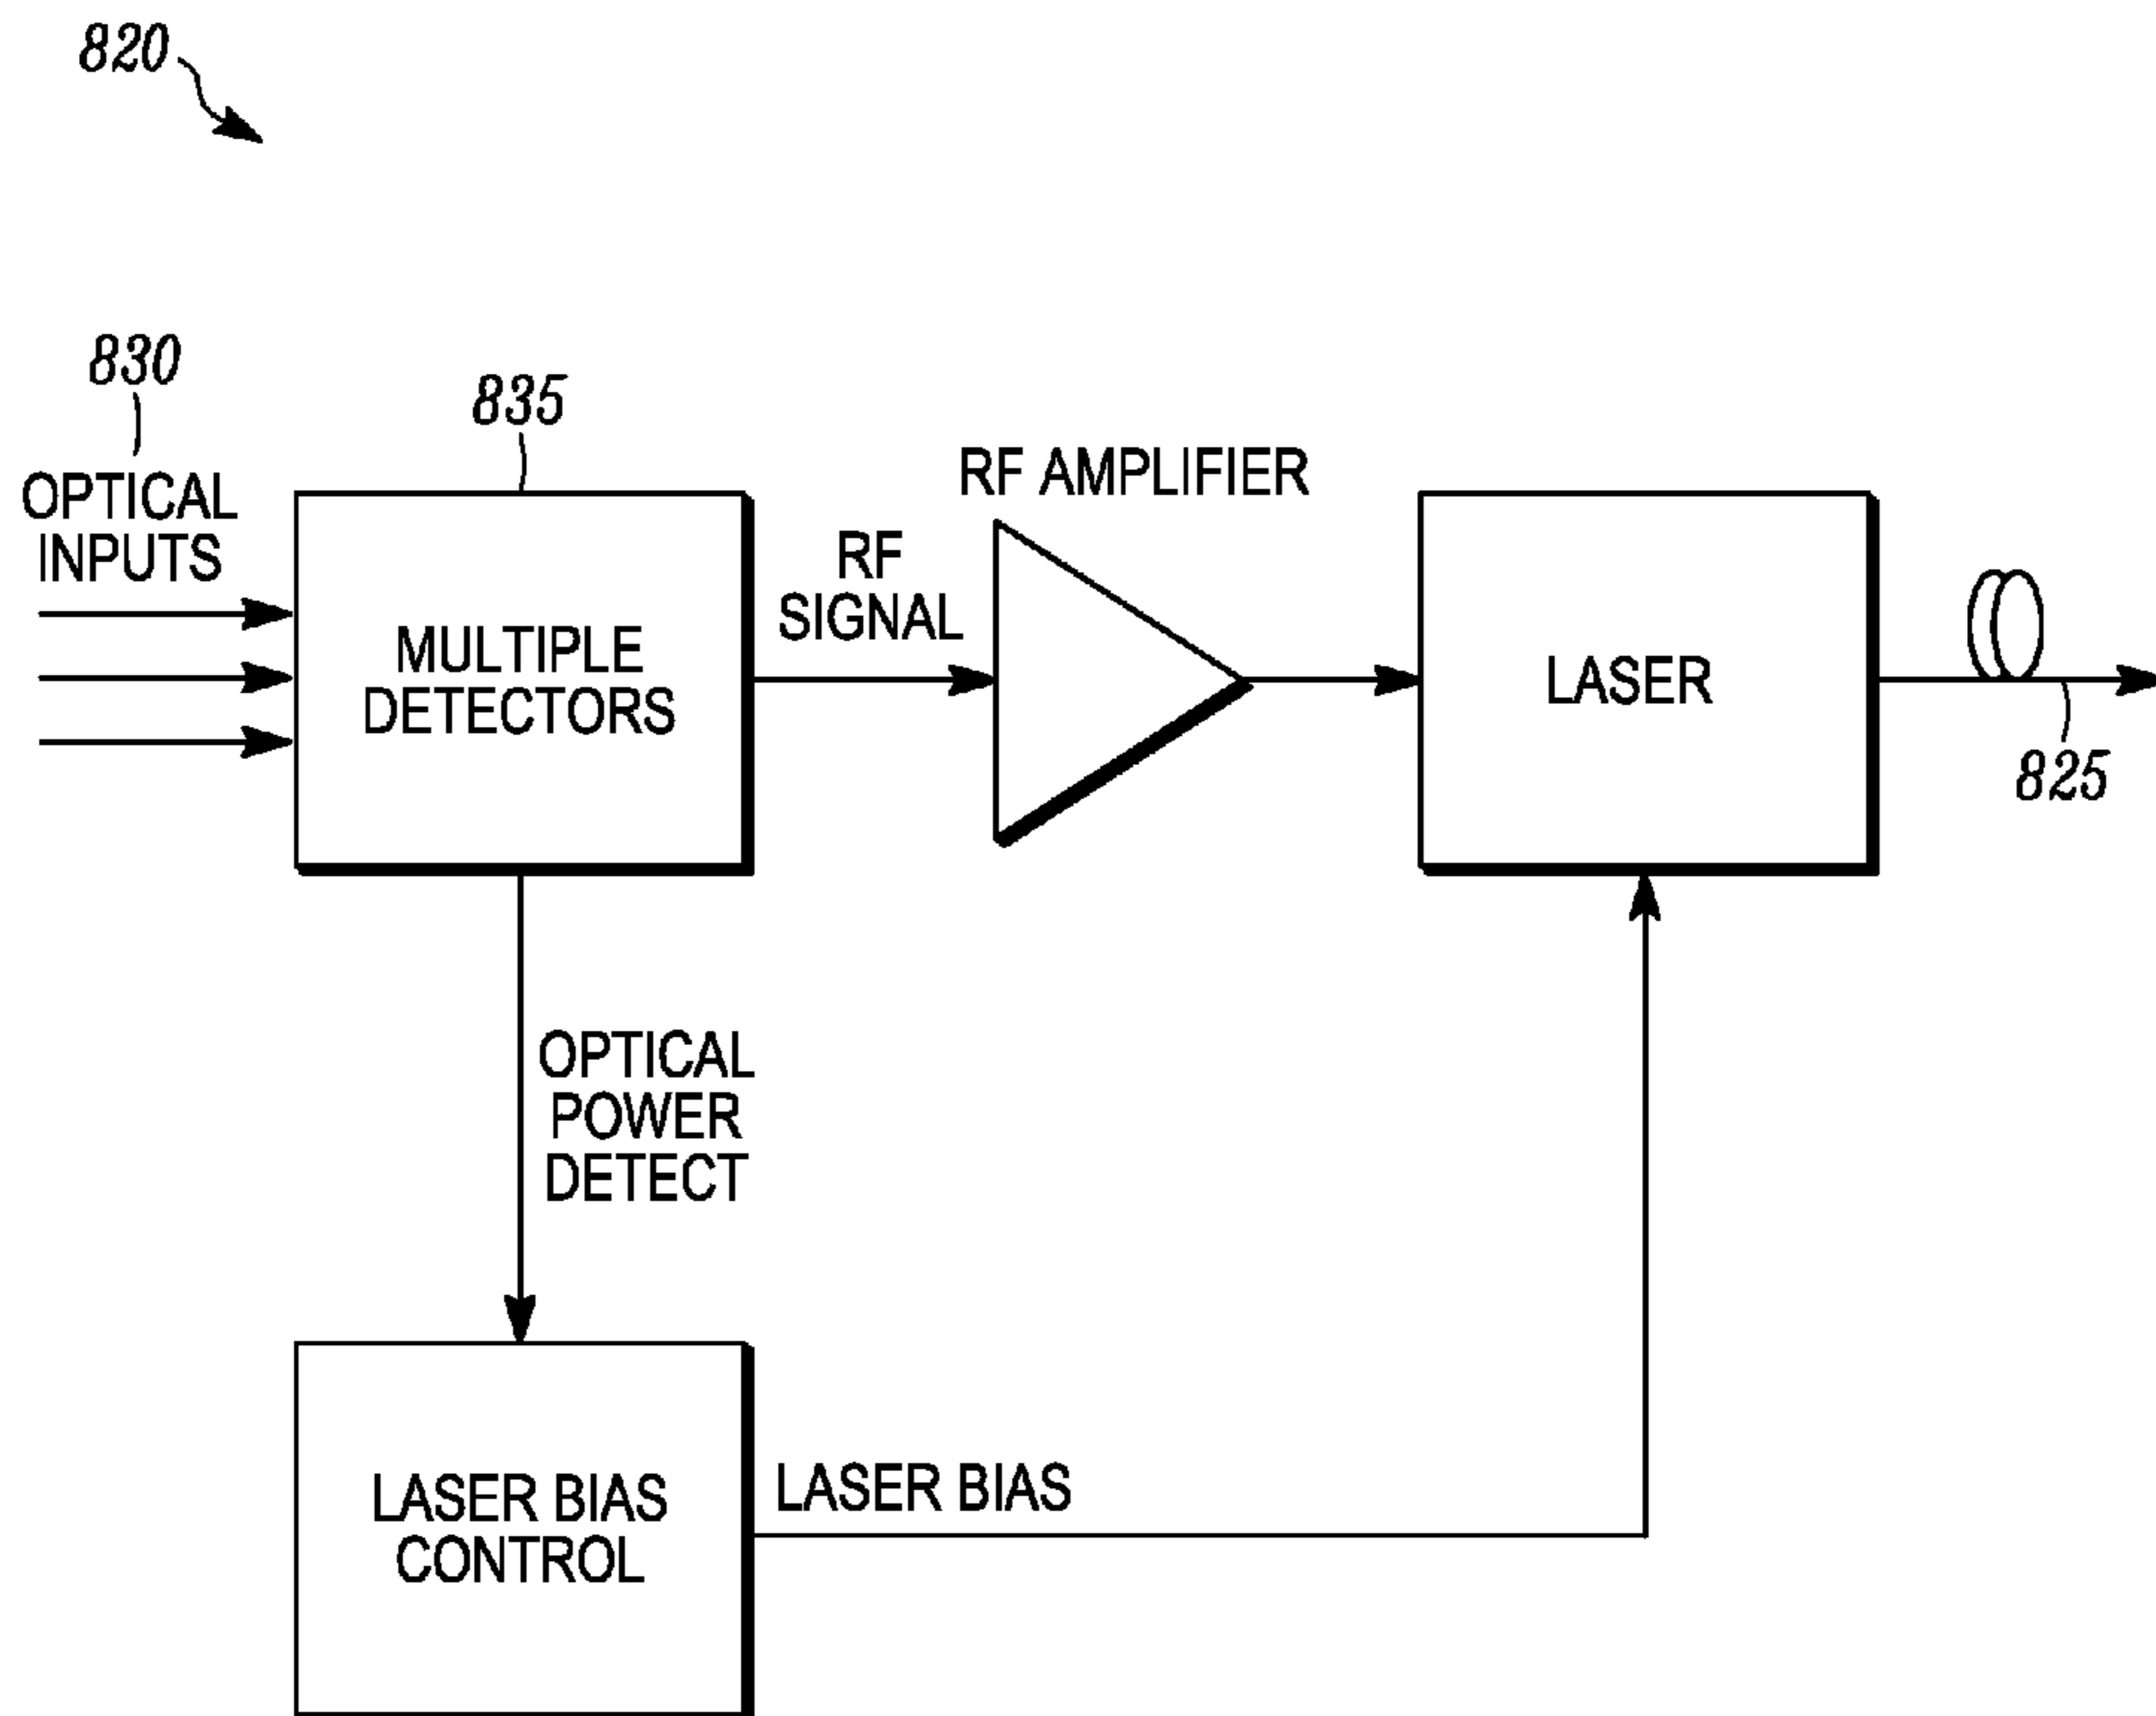 820
830
835
OPTICAL
INPUTS
MULTIPLE
DETECTORS
RF
SIGNAL
RF AMPLIFIER
LASER
825
OPTICAL
POWER
DETECT
LASER BIAS
CONTROL
LASER BIAS